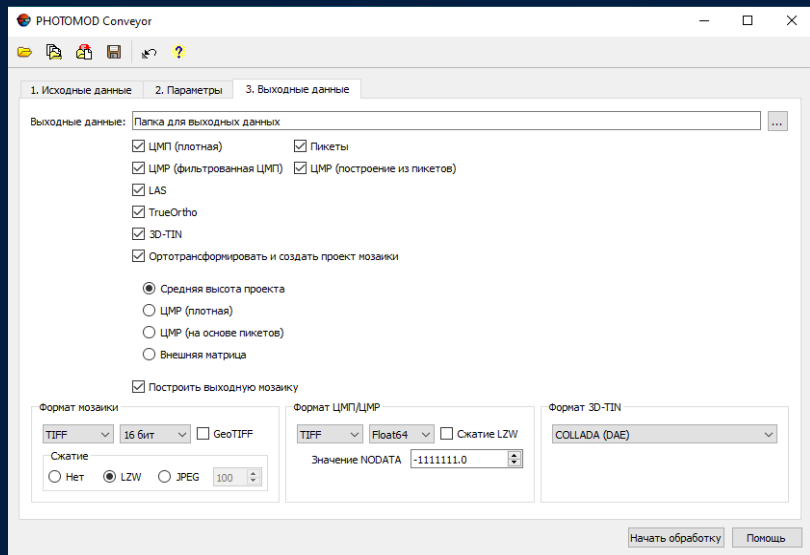 PHOTOMOD Conveyor
1. Исходные данные 2. Параметры 3. Выходные данные
Выходные данные: Папка для выходных данных ...
ЦМП (плотная) Пикеты
ЦМР (фильтрованная ЦМП) ЦМР (построение из пикетов)
LAS
TrueOrtho
3D-TIN
Ортотрансформировать и создать проект мозаики
Средняя высота проекта
ЦМР (плотная)
ЦМР (на основе пикетов)
Внешняя матрица
Построить выходную мозаику
Формат мозаики Формат ЦМП/ЦМР Формат 3D-TIN
TIFF 16 бит GeoTIFF TIFF Float64 Сжатие LZW COLLADA (DAE)
Сжатие Значение NODATA -1111111.0
Нет LZW JPEG 100
Начать обработку Помощь